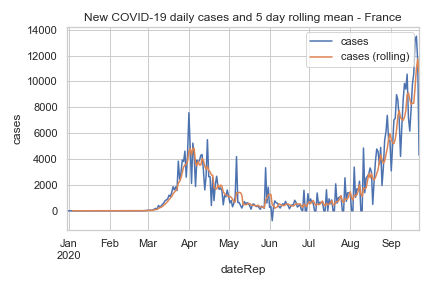 New COVID-19 daily cases and 5 day rolling mean - France
cases
cases (rolling)
14000
12000
10000
8000
6000
4000
2000
0
cases
Jan Feb Mar Apr May Jun Jul Aug Sep
2020
dateRep